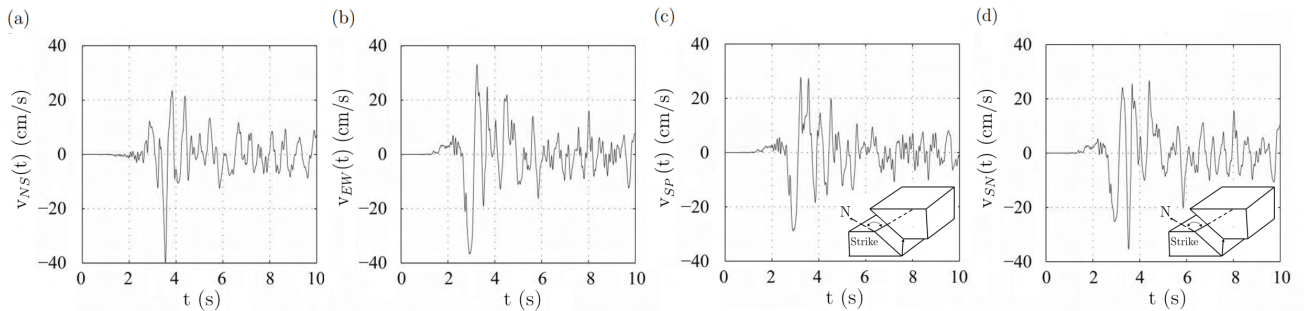 (a)
v_NS(t) (cm/s)
40
20
0
−20
−40
0 2 4 6 8 10
t (s)
(b)
v_EW(t) (cm/s)
40
20
0
−20
−40
0 2 4 6 8 10
t (s)
(c)
v_SP(t) (cm/s)
40
20
0
−20
−40
N
Strike
0 2 4 6 8 10
t (s)
(d)
v_SN(t) (cm/s)
40
20
0
−20
−40
N
Strike
0 2 4 6 8 10
t (s)